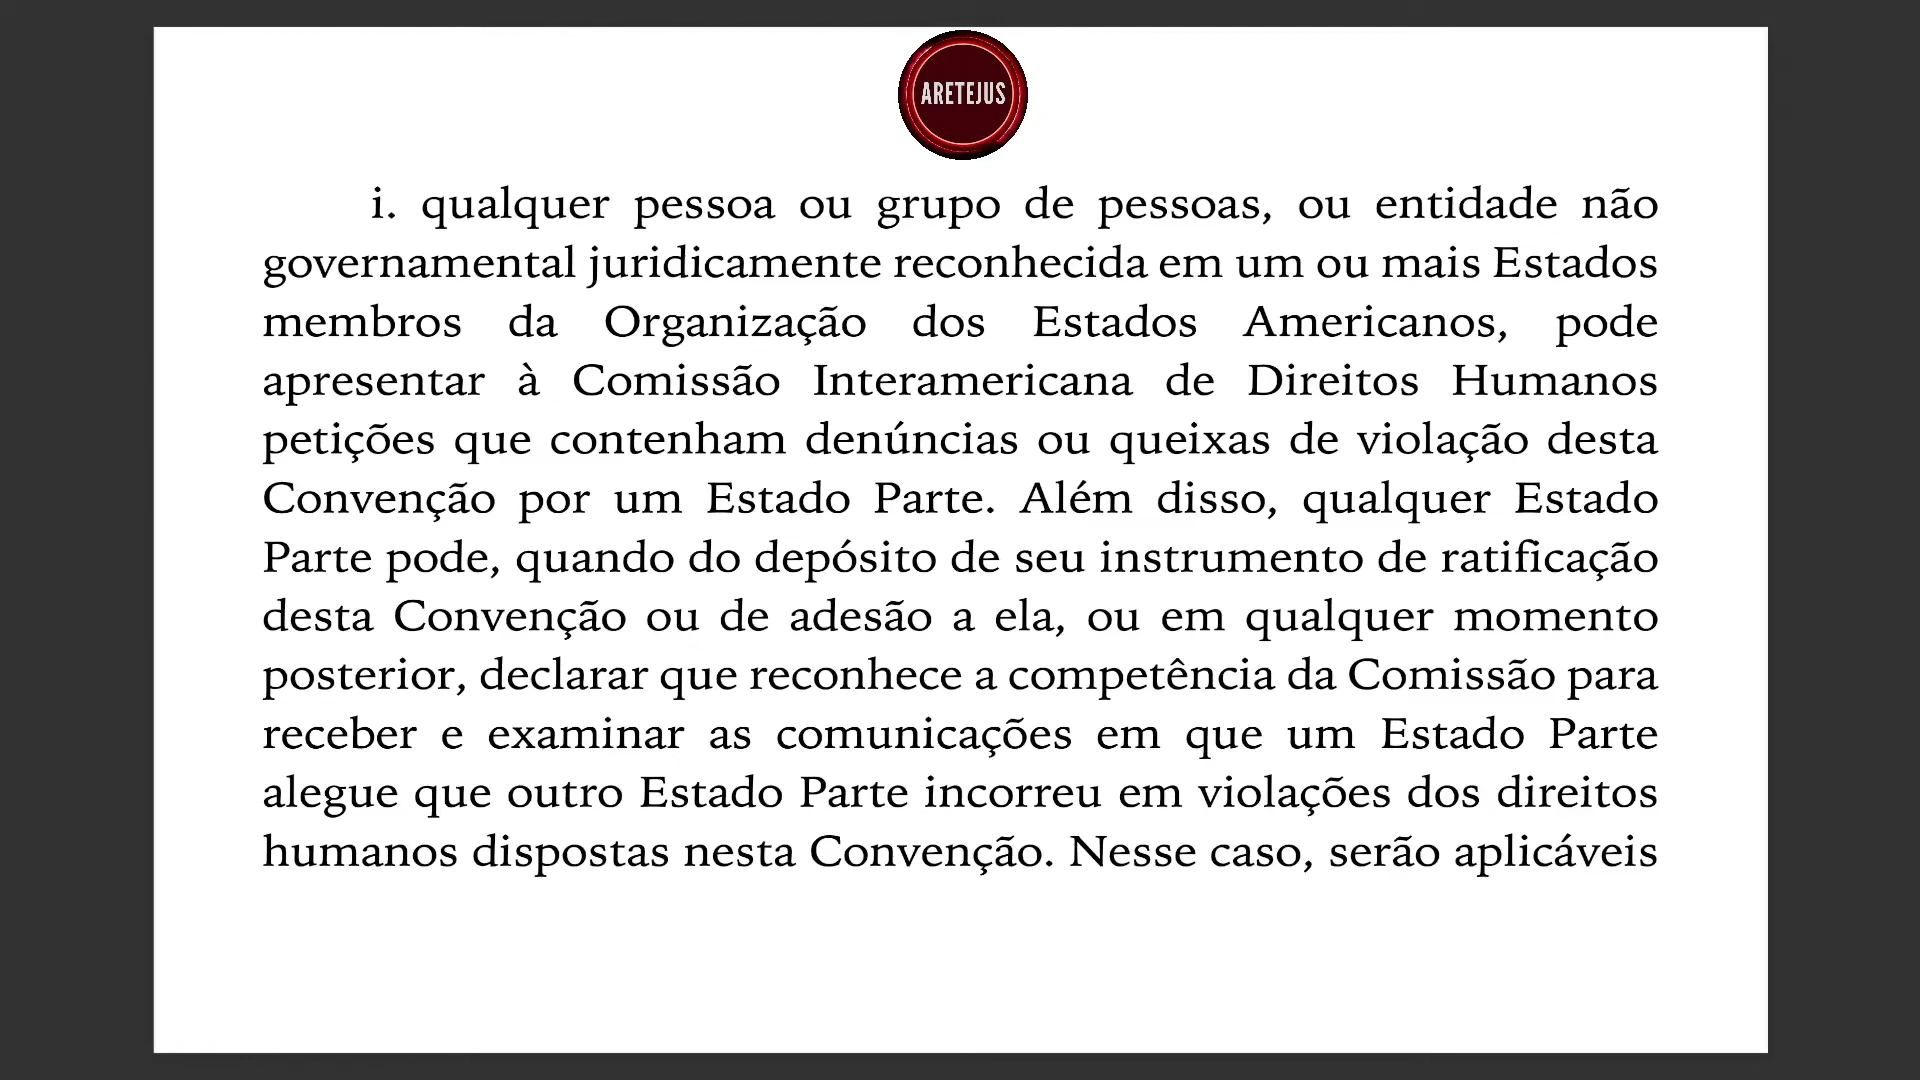 ARETEJUS
i. qualquer pessoa ou grupo de pessoas, ou entidade não
governamental juridicamente reconhecida em um ou mais Estados
membros da Organização dos Estados Americanos, pode
apresentar à Comissão Interamericana de Direitos Humanos
petições que contenham denúncias ou queixas de violação desta
Convenção por um Estado Parte. Além disso, qualquer Estado
Parte pode, quando do depósito de seu instrumento de ratificação
desta Convenção ou de adesão a ela, ou em qualquer momento
posterior, declarar que reconhece a competência da Comissão para
receber e examinar as comunicações em que um Estado Parte
alegue que outro Estado Parte incorreu em violações dos direitos
humanos dispostas nesta Convenção. Nesse caso, serão aplicáveis